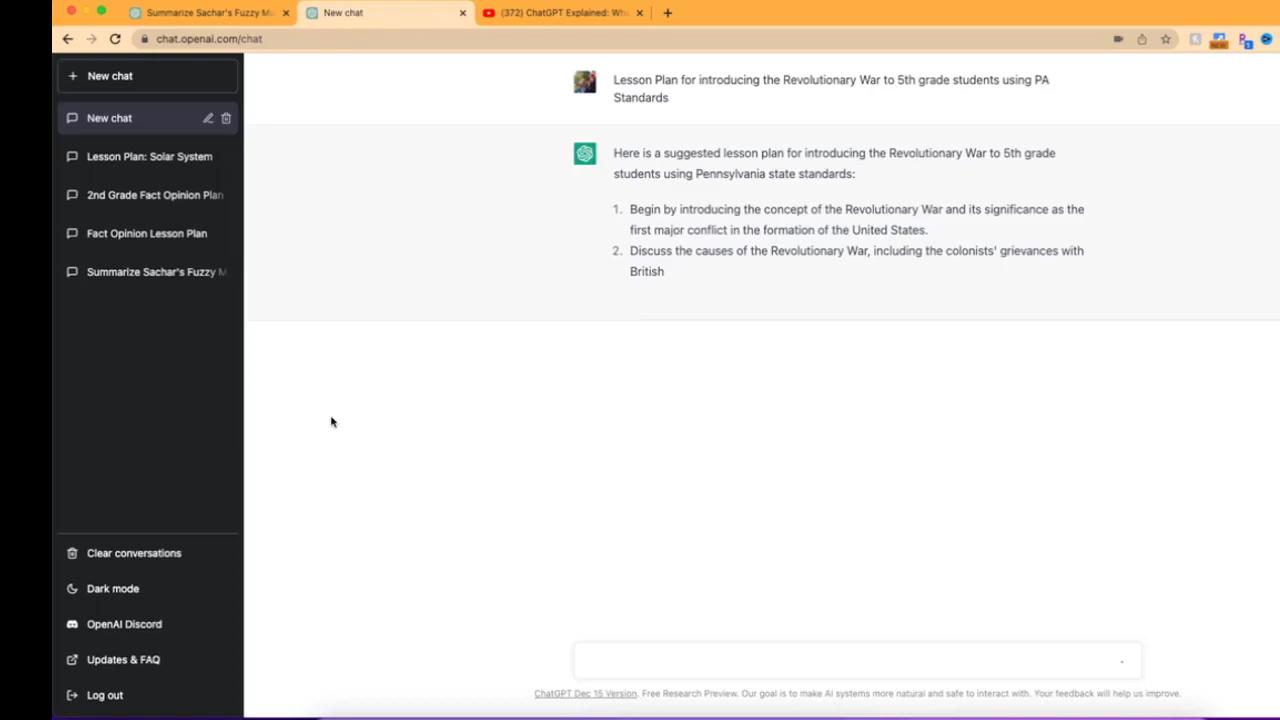 Summarize Sachar's Fuzzy M
New chat
(372) ChatGPT Explained: Wh
chat.openai.com/chat
NEW
New chat
New chat
Lesson Plan: Solar System
2nd Grade Fact Opinion Plan
Fact Opinion Lesson Plan
Summarize Sachar's Fuzzy M
Clear conversations
Dark mode
OpenAI Discord
Updates & FAQ
Log out
Lesson Plan for introducing the Revolutionary War to 5th grade students using PA
Standards
Here is a suggested lesson plan for introducing the Revolutionary War to 5th grade
students using Pennsylvania state standards:
1. Begin by introducing the concept of the Revolutionary War and its significance as the
first major conflict in the formation of the United States.
2. Discuss the causes of the Revolutionary War, including the colonists' grievances with
British
ChatGPT Dec 15 Version. Free Research Preview. Our goal is to make AI systems more natural and safe to interact with. Your feedback will help us improve.